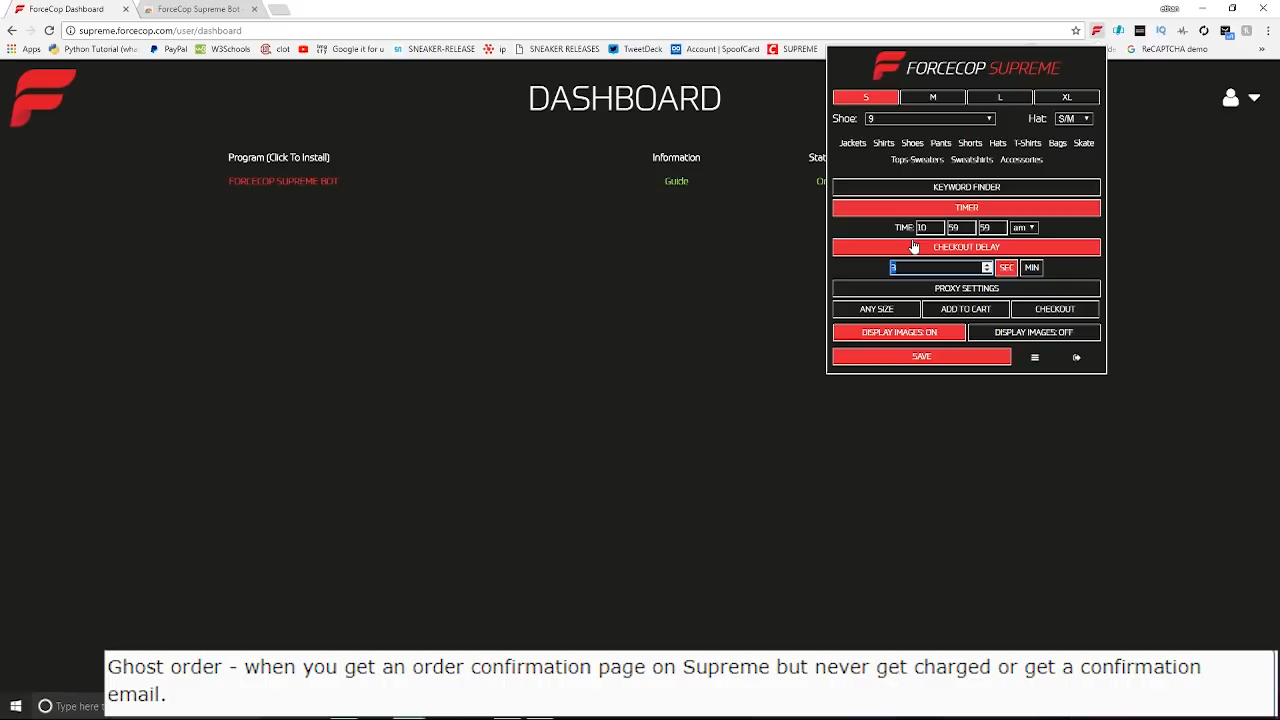 ForceCop Dashboard
ForceCop Supreme Bot -
ethan
supreme.forcecop.com/user/dashboard
Apps
Python Tutorial (wha
PayPal
W3Schools
clot
Google it for u
SNEAKER-RELEASE
ip
SNEAKER RELEASES
TweetDeck
Account | SpoofCard
SUPREME
ReCAPTCHA demo
DASHBOARD
Program (Click To Install)
Information
Stat
FORCECOP SUPREME BOT
Guide
FORCECOP SUPREME
S M L XL
Shoe: 9 Hat: S/M
Jackets Shirts Shoes Pants Shorts Hats T-Shirts Bags Skate
Tops-Sweaters Sweatshirts Accessories
KEYWORD FINDER
TIMER
TIME: 10 59 59 am
CHECKOUT DELAY
3 SEC MIN
PROXY SETTINGS
ANY SIZE ADD TO CART CHECKOUT
DISPLAY IMAGES: ON DISPLAY IMAGES: OFF
SAVE
Ghost order - when you get an order confirmation page on Supreme but never get charged or get a confirmation
email.
Type here